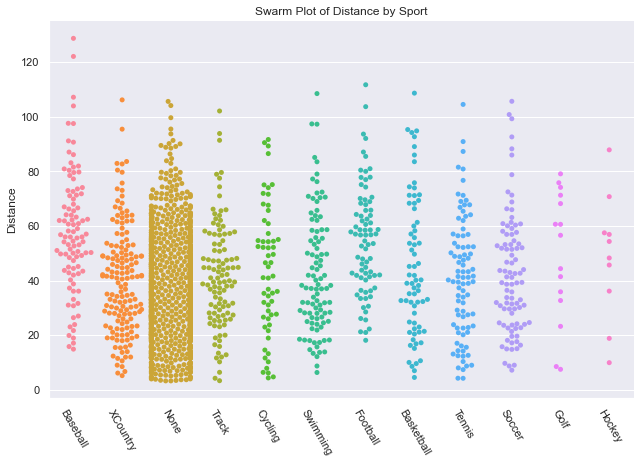 Swarm Plot of Distance by Sport
Distance
120
100
80
60
40
20
0
Baseball
XCountry
None
Track
Cycling
Swimming
Football
Basketball
Tennis
Soccer
Golf
Hockey